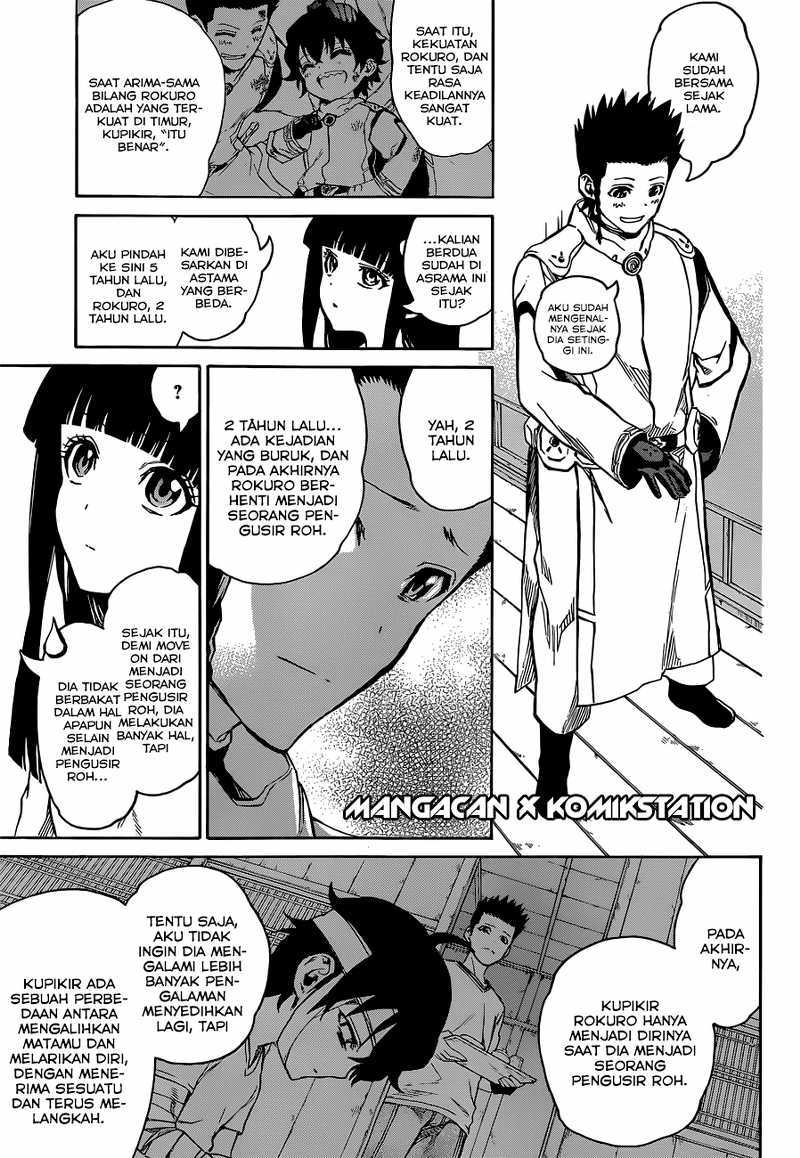 KAMI
SUDAH
BERSAMA
SEJAK
LAMA.
AKU SUDAH
MENGENAL-
NYA SEJAK
DIA SETING-
GI INI.
SAAT ITU,
KEKUATAN
ROKURO, DAN
TENTU SAJA
RASA
KEADILANNYA
SANGAT
KUAT.
SAAT ARIMA-SAMA
BILANG ROKURO
ADALAH YANG TER-
KUAT DI TIMUR,
KUPIKIR, “ITU
BENAR”.
...KALIAN
BERDUA
SUDAH DI
ASRAMA INI
SEJAK
ITU?
KAMI DIBE-
SARKAN DI
ASTAMA
YANG BER-
BEDA.
AKU PINDAH
KE SINI 5
TAHUN LALU,
DAN
ROKURO, 2
TAHUN LALU.
YAH, 2
TAHUN
LALU.
2 TÂHUN LALU...
ADA KEJADIAN
YANG BURUK, DAN
PADA AKHIRNYA
ROKURO BER-
HENTI MENJADI
SEORANG PEN-
GUSIR ROH.
?
SEJAK ITU,
DEMI MOVE
ON DARI
MENJADI
SEORANG
PENGUSIR
ROH, DIA
MELAKUKAN
BANYAK HAL,
TAPI
DIA TIDAK
BERBAKAT
DALAM HAL
APAPUN
SELAIN
MENJADI
PENGUSIR
ROH...
MANGACAN X KOMIKSTATION
PADA
AKHIR-
NYA,
KUPIKIR
ROKURO HANYA
MENJADI DIRINYA
SAAT DIA MENJADI
SEORANG
PENGUSIR ROH.
TENTU SAJA,
AKU TIDAK
INGIN DIA MEN-
GALAMI LEBIH
BANYAK PEN-
GALAMAN
MENYEDIHKAN
LAGI, TAPI
KUPIKIR ADA
SEBUAH PERBE-
DAAN ANTARA
MENGALIHKAN
MATAMU DAN
MELARIKAN DIRI,
DENGAN MENE-
RIMA SESUATU
DAN TERUS ME-
LANGKAH.